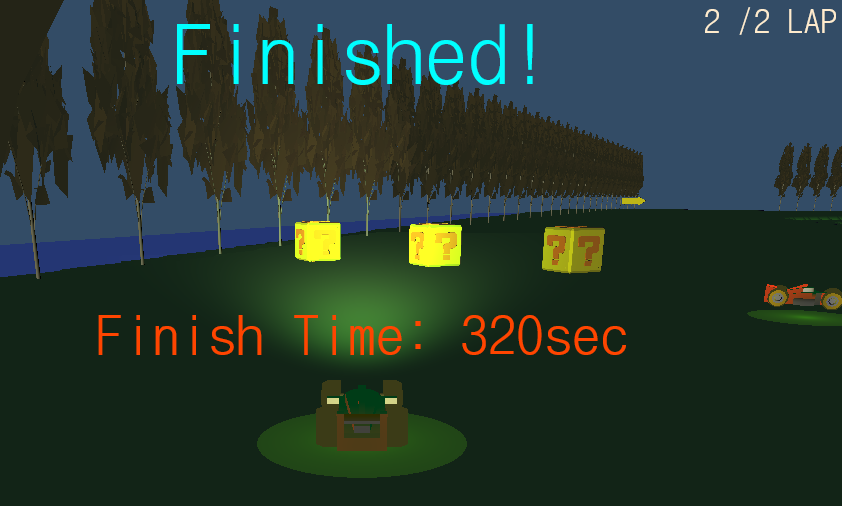 Finished!
2 /2 LAP
? ?
? ?
? ?
Finish Time: 320sec